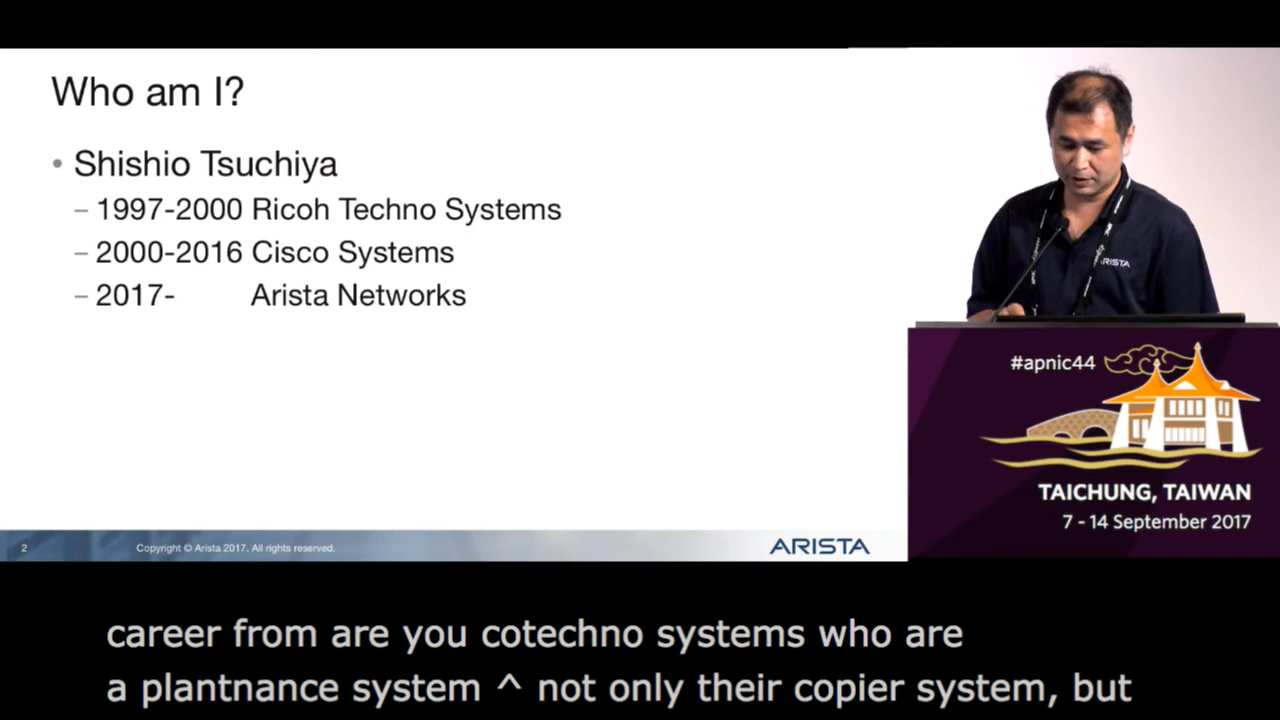 Who am I?
• Shishio Tsuchiya
– 1997-2000 Ricoh Techno Systems
– 2000-2016 Cisco Systems
– 2017- Arista Networks
ARISTA
#apnic44
TAICHUNG, TAIWAN
7 - 14 September 2017
2 Copyright © Arista 2017. All rights reserved. ARISTA
career from are you cotechno systems who are
a plantnance system ^ not only their copier system, but